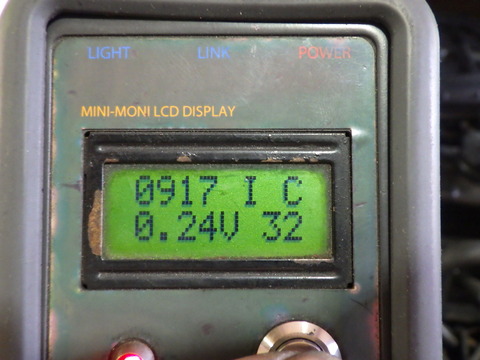 LIGHT LINK POWER
MINI-MONI LCD DISPLAY
0917 I C
0.24V 32